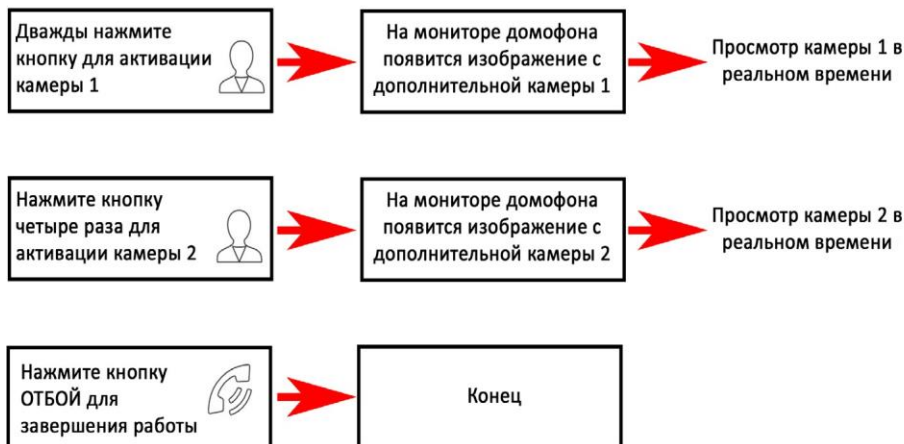 Дважды нажмите
кнопку для активации
камеры 1
На мониторе домофона
появится изображение с
дополнительной камеры 1
Просмотр камеры 1 в
реальном времени
Нажмите кнопку
четыре раза для
активации камеры 2
На мониторе домофона
появится изображение с
дополнительной камеры 2
Просмотр камеры 2 в
реальном времени
Нажмите кнопку
ОТБОЙ для
завершения работы
Конец